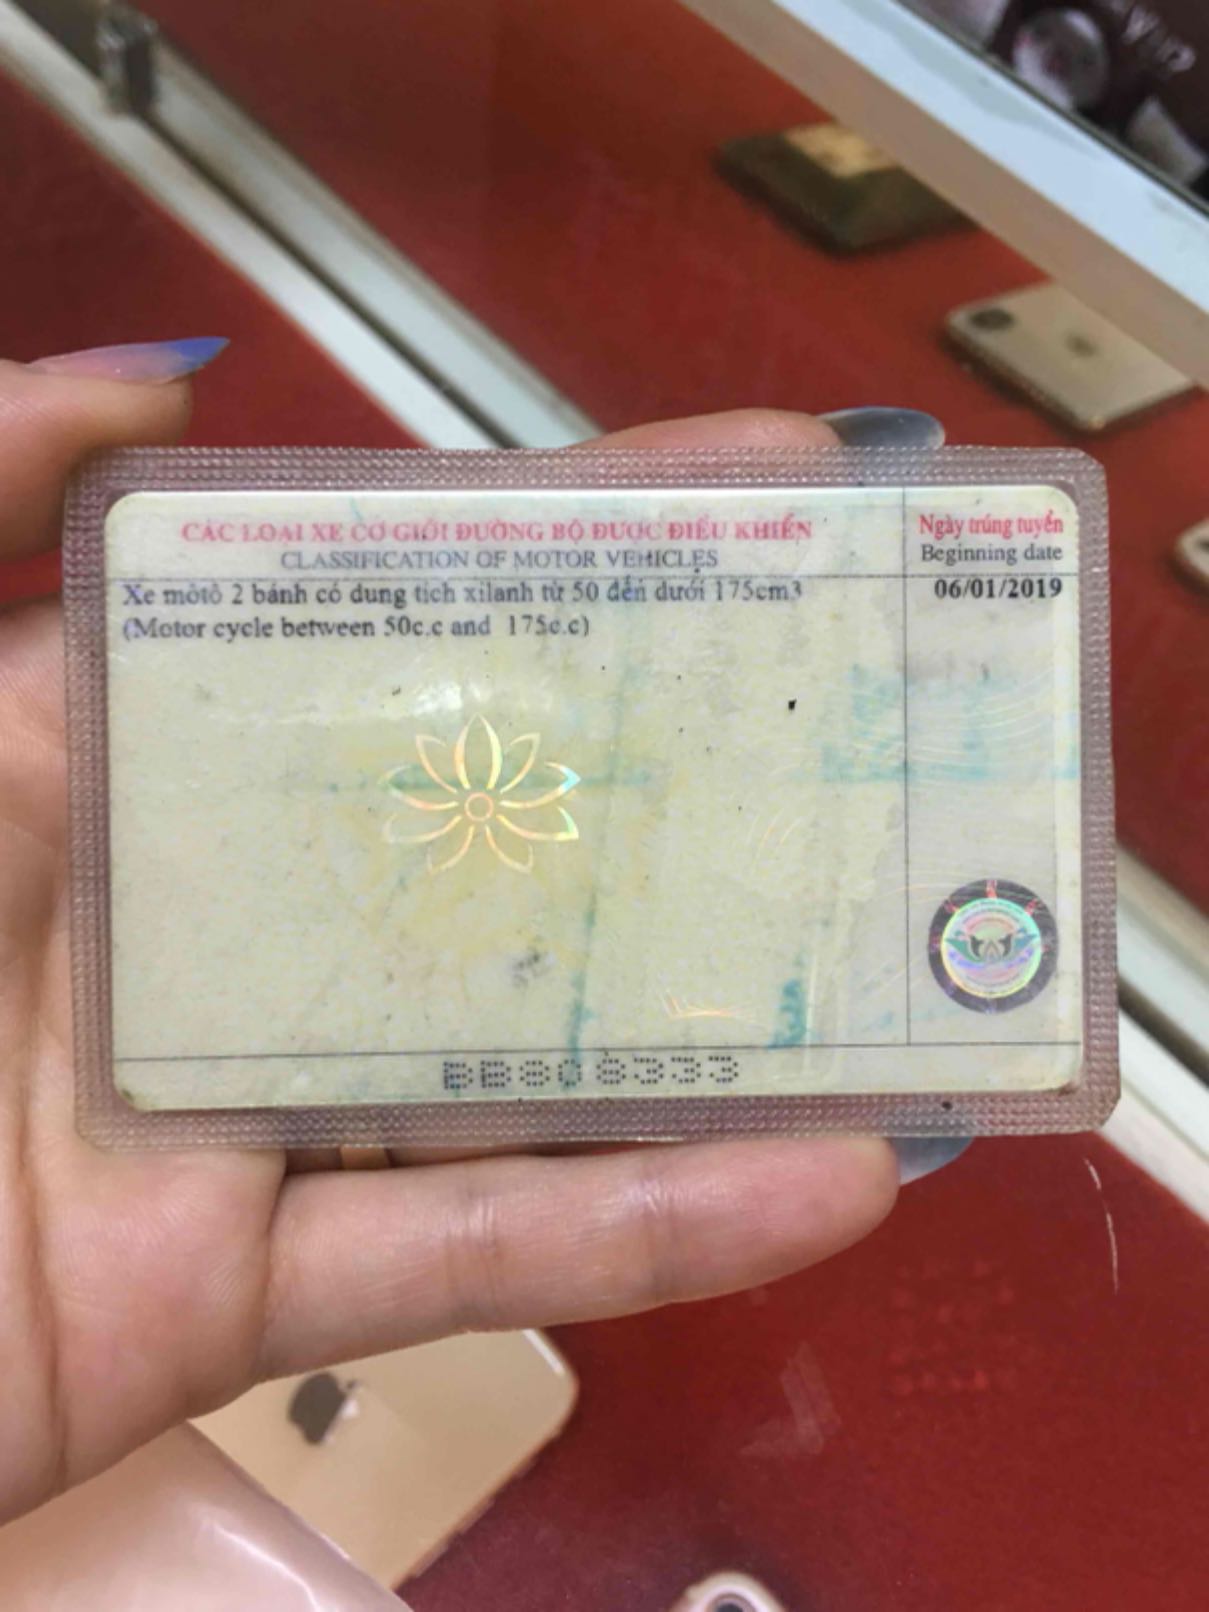 CÁC LOẠI XE CƠ GIỚI ĐƯỜNG BỘ ĐƯỢC ĐIỀU KHIỂN
CLASSIFICATION OF MOTOR VEHICLES
Ngày trúng tuyển
Beginning date
Xe môtô 2 bánh có dung tích xilanh từ 50 đến dưới 175cm3
(Motor cycle between 50c.c and 175c.c)
06/01/2019
BB808333